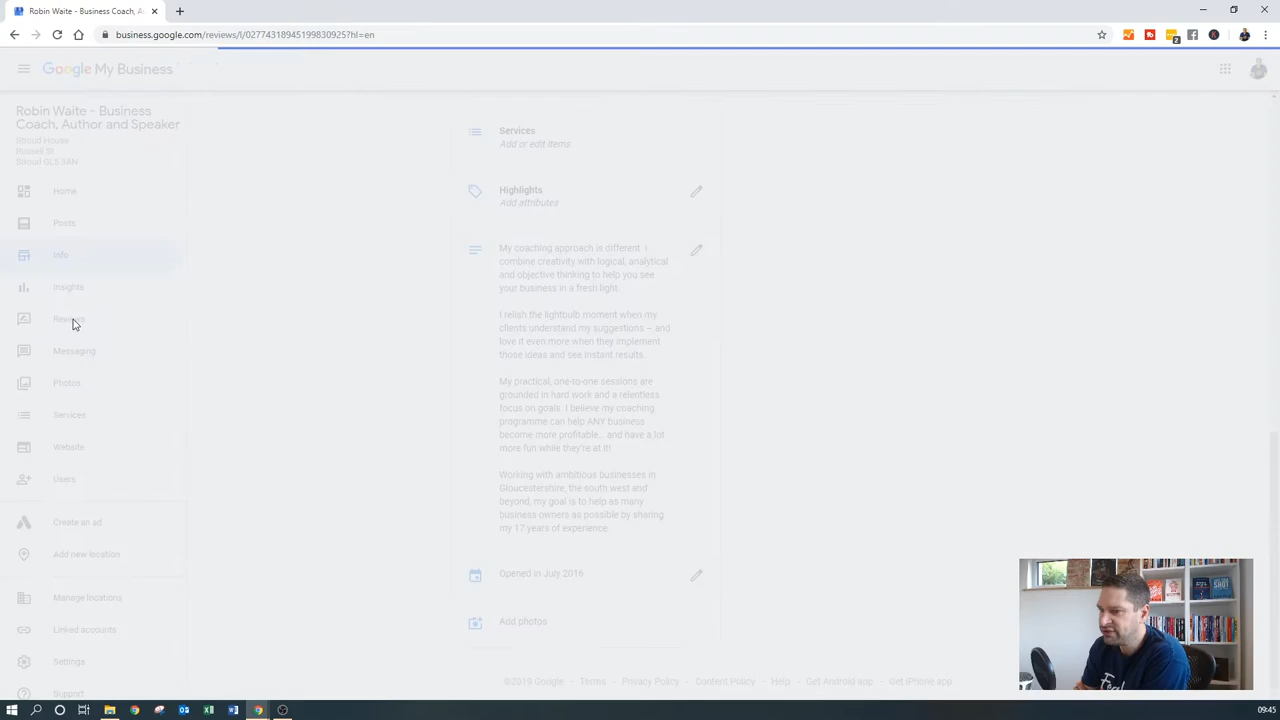 Robin Waite - Business Coach, A
business.google.com/reviews/l/02774318945199830925?hl=en
2
Google My Business
Robin Waite - Business
Coach, Author and Speaker
Stroud House
Russell St
Stroud GL5 3AN
Home
Posts
Info
Insights
Reviews
Messaging
Photos
Services
Website
Users
Create an ad
Add new location
Manage locations
Linked accounts
Settings
Support
Services
Add or edit items
Highlights
Add attributes
My coaching approach is different. I
combine creativity with logical, analytical
and objective thinking to help you see
your business in a fresh light.
I relish the lightbulb moment when my
clients understand my suggestions – and
love it even more when they implement
those ideas and see instant results.
My practical, one-to-one sessions are
grounded in hard work and a relentless
focus on goals. I believe my coaching
programme can help ANY business
become more profitable… and have a lot
more fun while they're at it!
Working with ambitious businesses in
Gloucestershire, the south west and
beyond, my goal is to help as many
business owners as possible by sharing
my 17 years of experience.
Opened in July 2016
Add photos
©2019 Google - Terms - Privacy Policy - Content Policy - Help - Get Android app - Get iPhone app
09:45